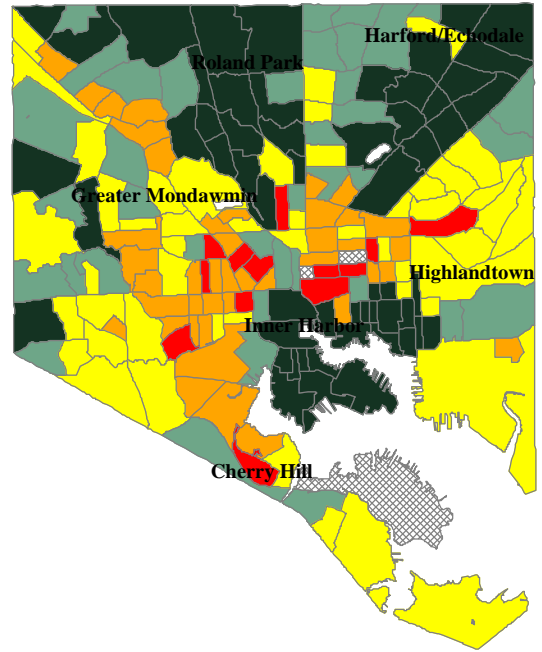 Harford/Echodale
Roland Park
Greater Mondawmin
Highlandtown
Inner Harbor
Cherry Hill